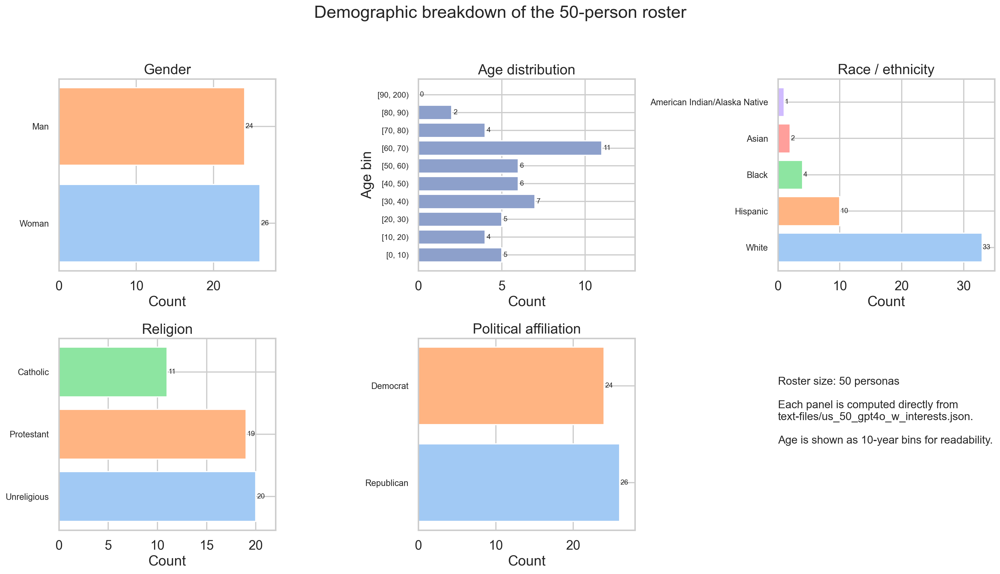 Demographic breakdown of the 50-person roster
Gender
Man
24
Woman
26
0 10 20
Count
Age distribution
Age bin
[90, 200)
0
[80, 90)
2
[70, 80)
4
[60, 70)
11
[50, 60)
6
[40, 50)
6
[30, 40)
7
[20, 30)
5
[10, 20)
4
[0, 10)
5
0 5 10
Count
Race / ethnicity
American Indian/Alaska Native
1
Asian
2
Black
4
Hispanic
10
White
33
0 10 20 30
Count
Religion
Catholic
11
Protestant
19
Unreligious
20
0 5 10 15 20
Count
Political affiliation
Democrat
24
Republican
26
0 10 20
Count
Roster size: 50 personas
Each panel is computed directly from
text-files/us_50_gpt4o_w_interests.json.
Age is shown as 10-year bins for readability.